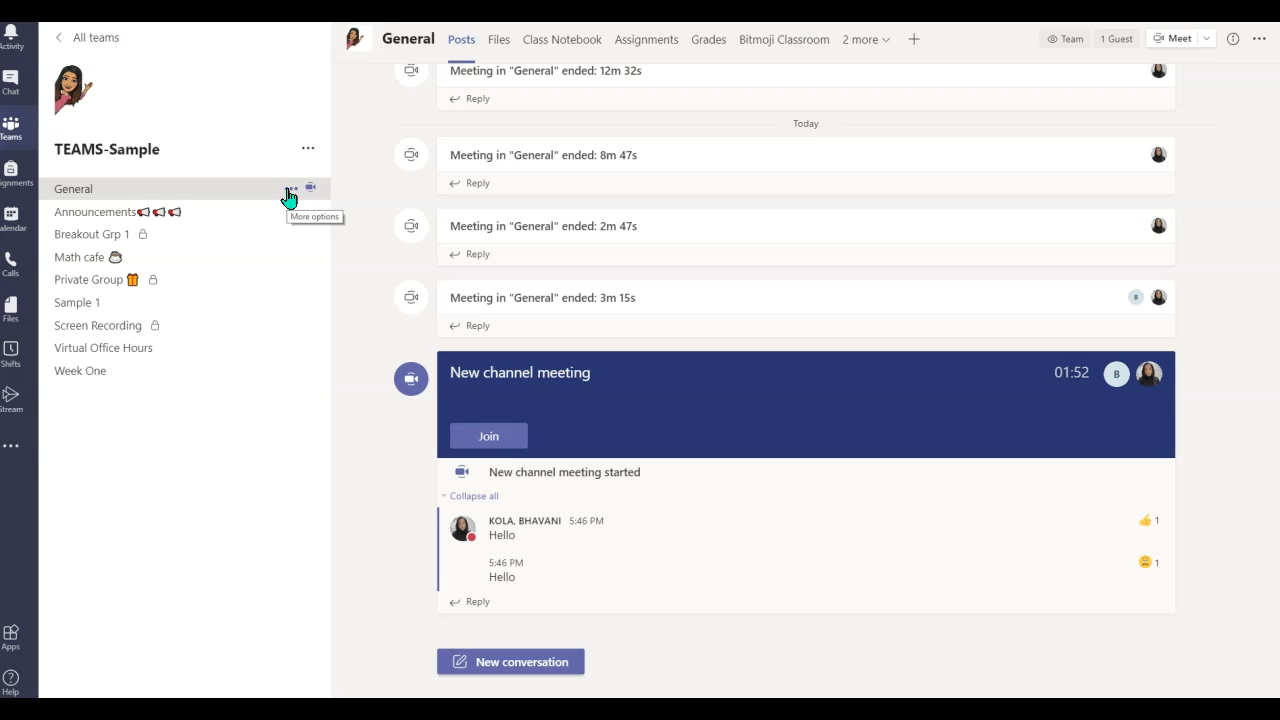 Activity
Chat
Teams
ignments
alendar
Calls
Files
Shifts
Stream
Apps
Help
All teams
TEAMS-Sample
General
More options
Announcements
Breakout Grp 1
Math cafe
Private Group
Sample 1
Screen Recording
Virtual Office Hours
Week One
General Posts Files Class Notebook Assignments Grades Bitmoji Classroom 2 more Team 1 Guest Meet
Meeting in "General" ended: 12m 32s
Reply
Today
Meeting in "General" ended: 8m 47s
Reply
Meeting in "General" ended: 2m 47s
Reply
Meeting in "General" ended: 3m 15s B
Reply
New channel meeting 01:52 B
Join
New channel meeting started
Collapse all
KOLA, BHAVANI 5:46 PM 1
Hello
5:46 PM 1
Hello
Reply
New conversation